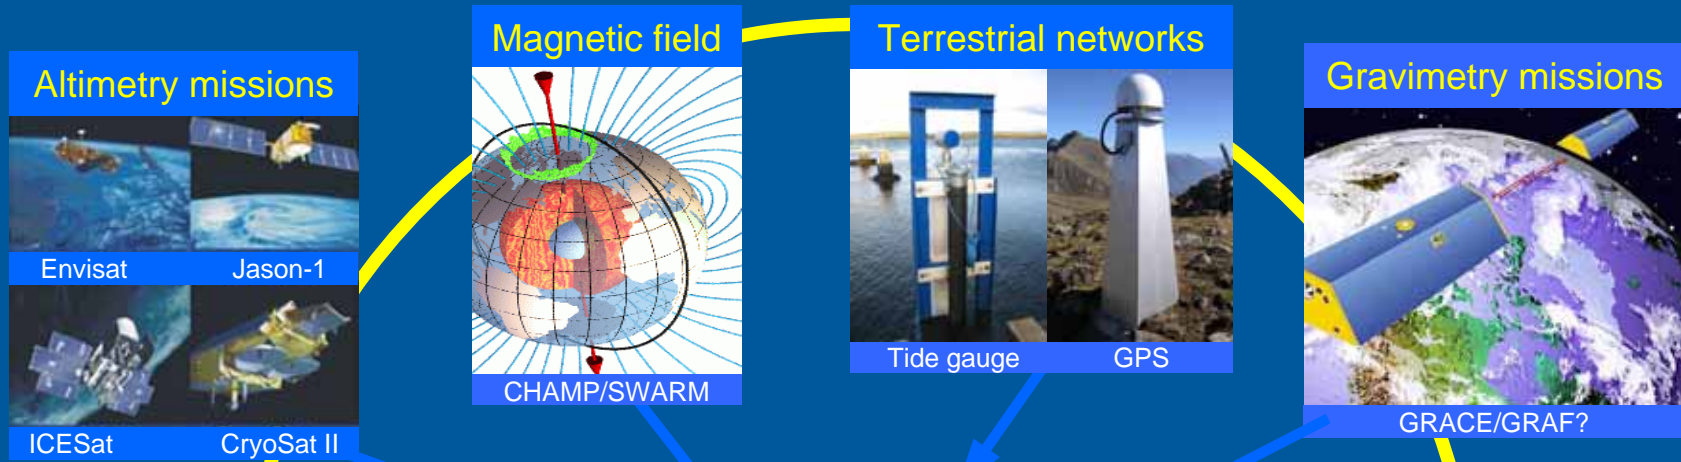 Altimetry missions
Envisat Jason-1
ICESat CryoSat II
Magnetic field
CHAMP/SWARM
Terrestrial networks
Tide gauge GPS
Gravimetry missions
GRACE/GRAF?